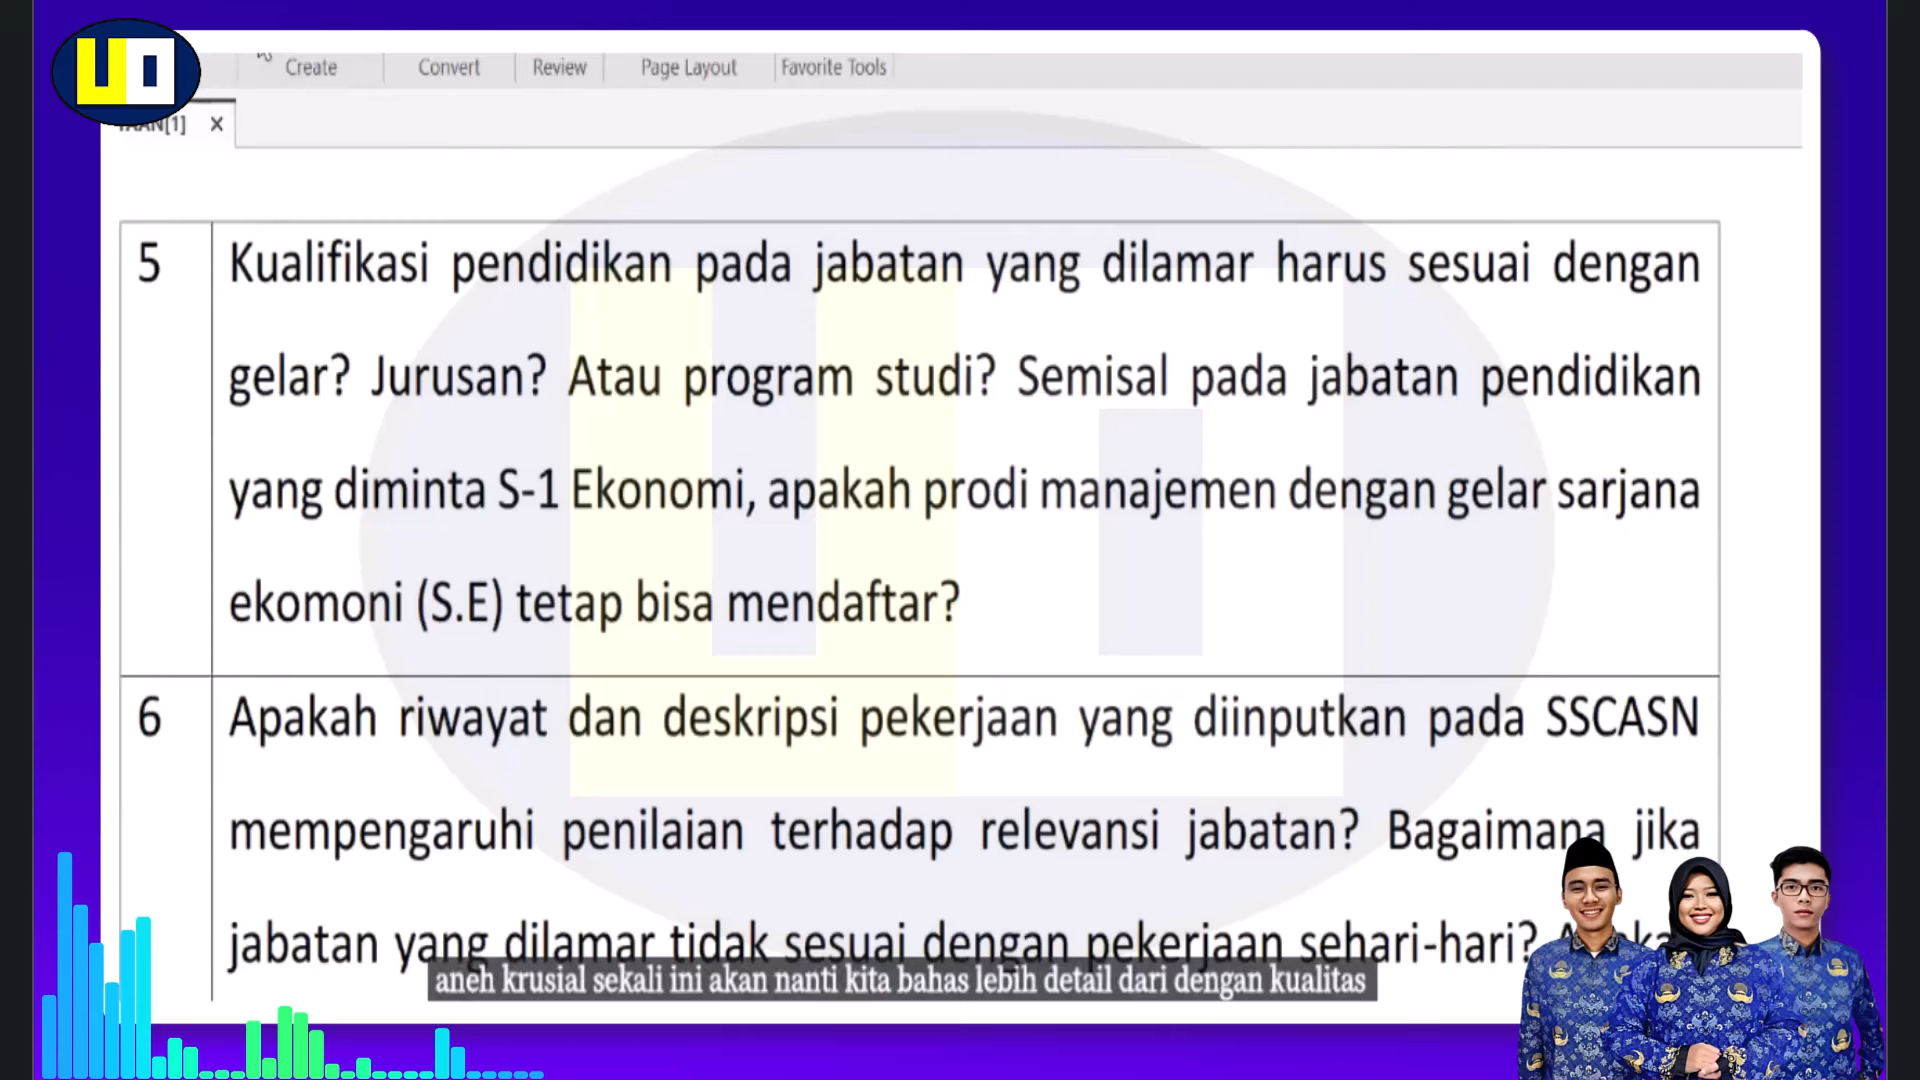 UO
Create Convert Review Page Layout Favorite Tools
[1] X
5 Kualifikasi pendidikan pada jabatan yang dilamar harus sesuai dengan
gelar? Jurusan? Atau program studi? Semisal pada jabatan pendidikan
yang diminta S-1 Ekonomi, apakah prodi manajemen dengan gelar sarjana
ekomoni (S.E) tetap bisa mendaftar?
6 Apakah riwayat dan deskripsi pekerjaan yang diinputkan pada SSCASN
mempengaruhi penilaian terhadap relevansi jabatan? Bagaimana jika
jabatan yang dilamar tidak sesuai dengan pekerjaan sehari-hari?
aneh krusial sekali ini akan nanti kita bahas lebih detail dari dengan kualitas